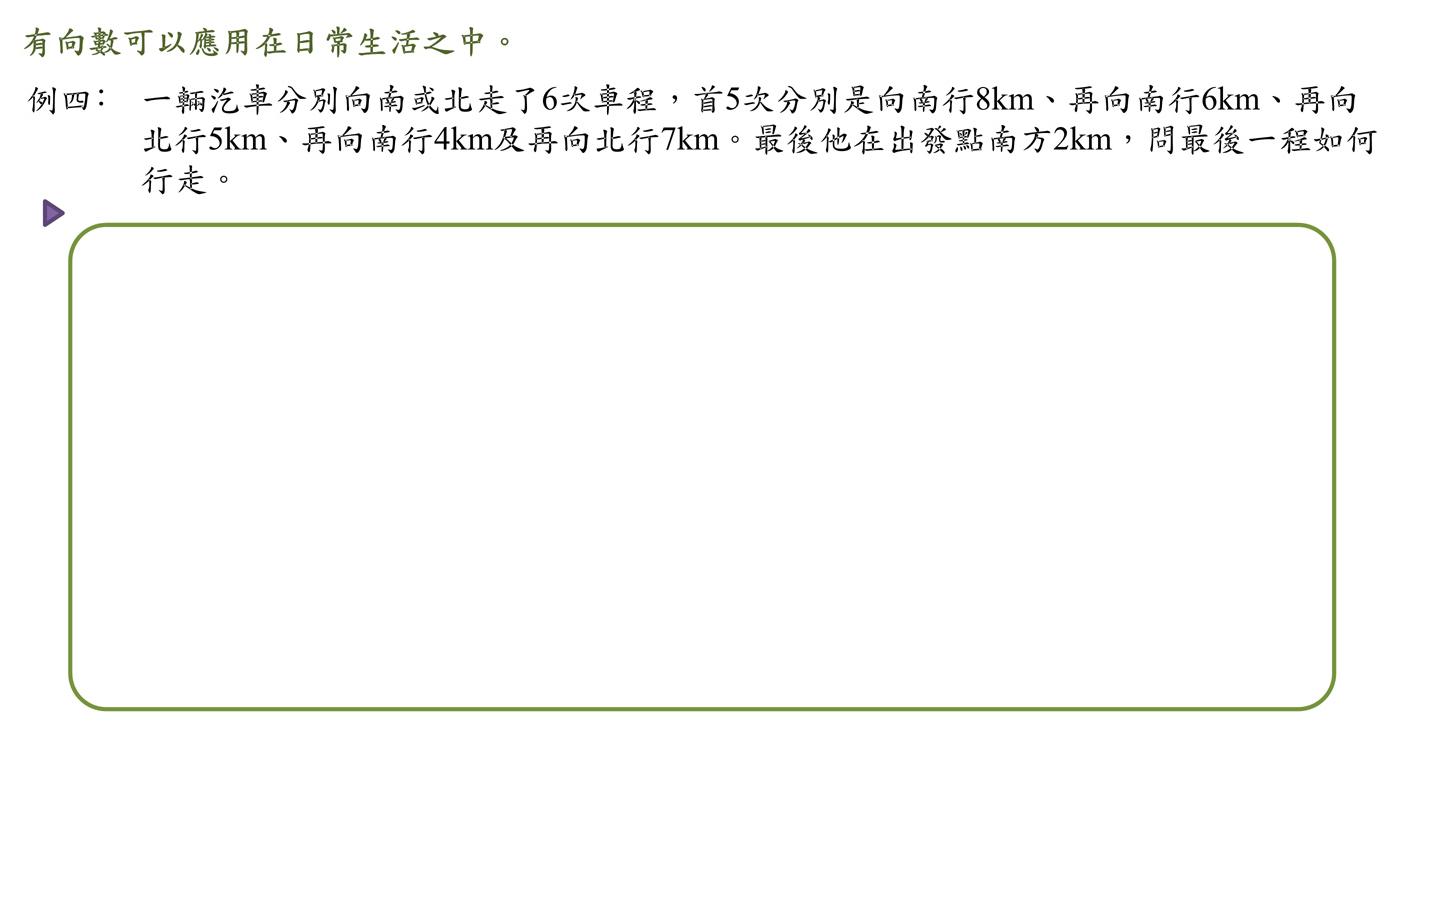 有向數可以應用在日常生活之中。
例四： 一輛汽車分別向南或北走了6次車程，首5次分別是向南行8km、再向南行6km、再向
北行5km、再向南行4km及再向北行7km。最後他在出發點南方2km，問最後一程如何
行走。